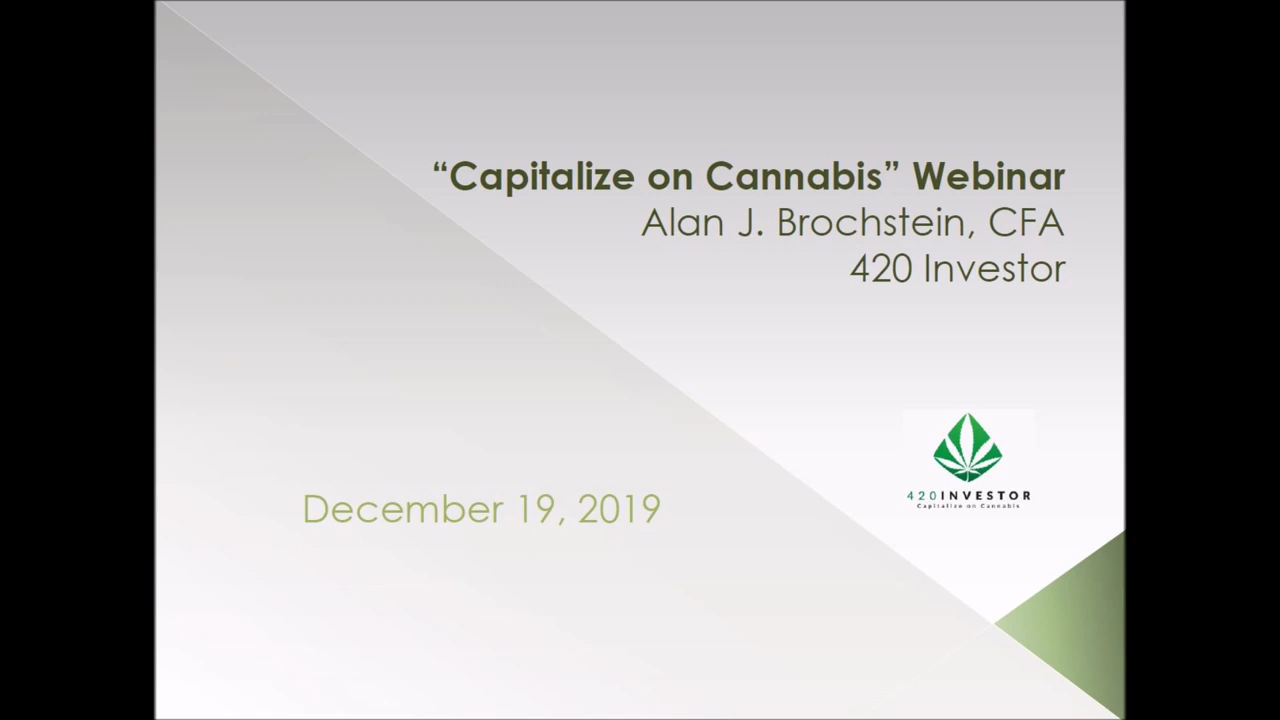 “Capitalize on Cannabis” Webinar
Alan J. Brochstein, CFA
420 Investor
420INVESTOR
Capitalize on Cannabis
December 19, 2019